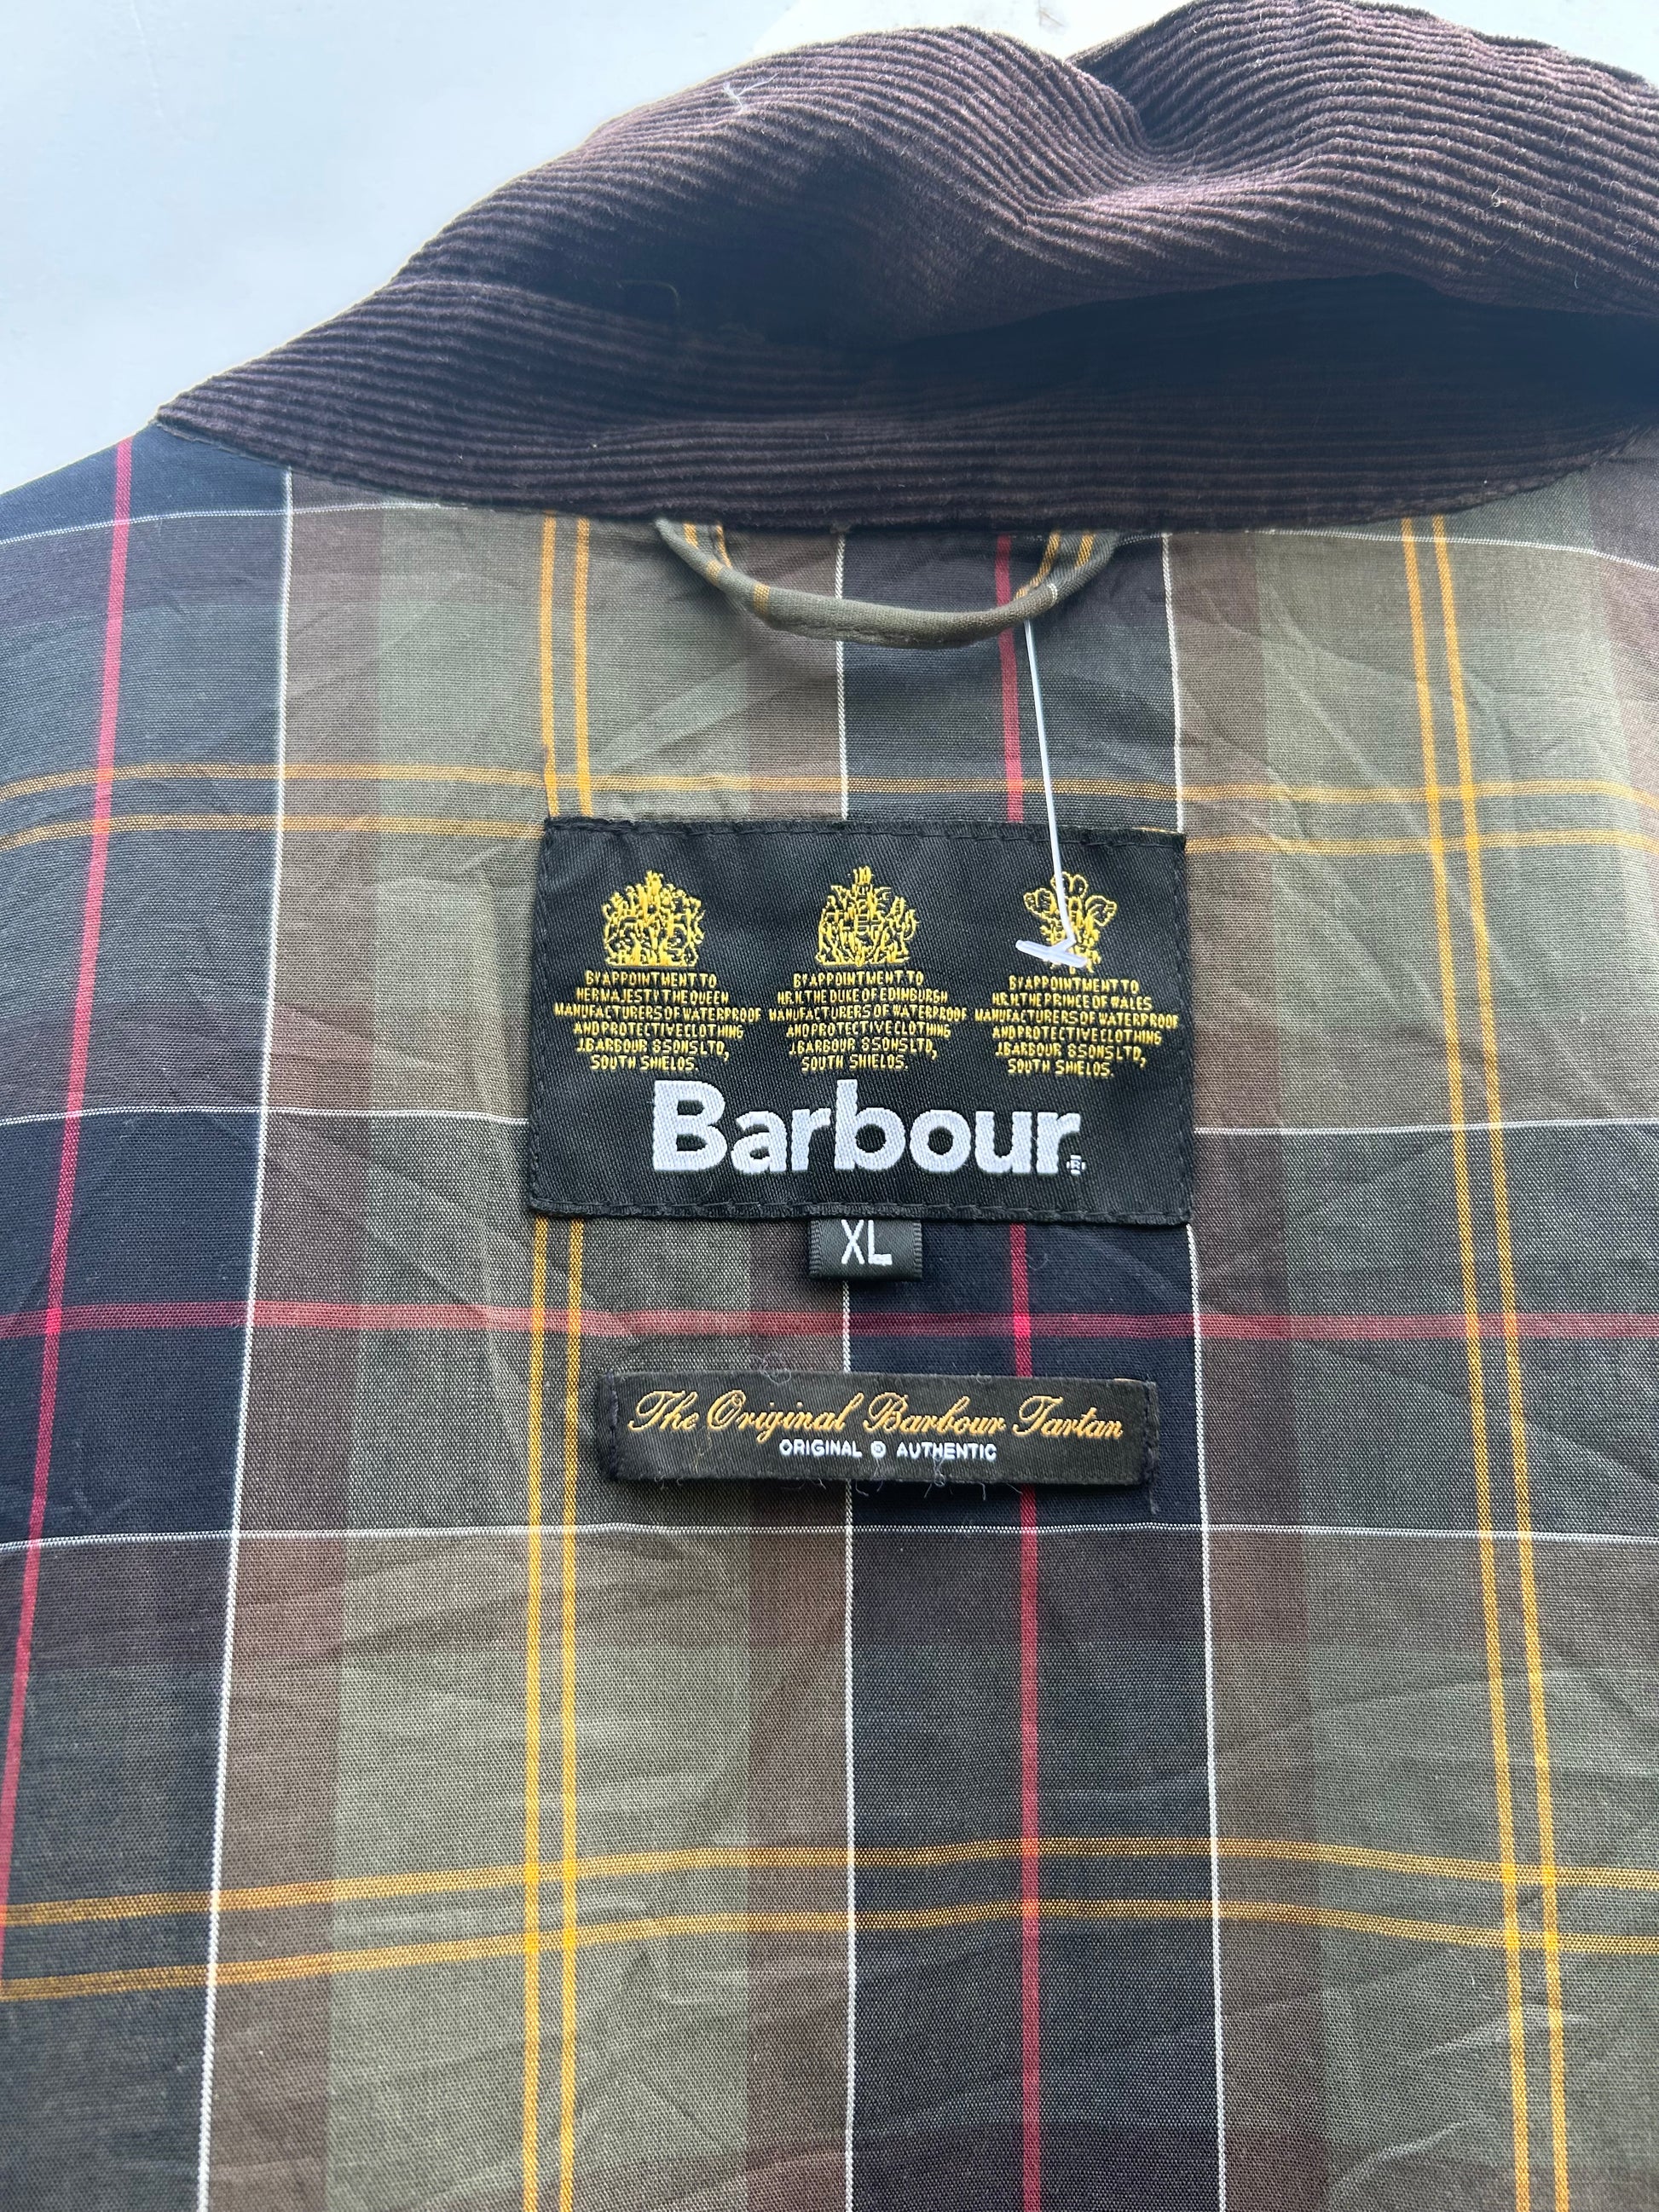 BY APPOINTMENT TO
HER MAJESTY THE QUEEN
MANUFACTURERS OF WATERPROOF
AND PROTECTIVE CLOTHING
J.BARBOUR & SONS LTD,
SOUTH SHIELDS.
BY APPOINTMENT TO
H.R.H. THE DUKE OF EDINBURGH
MANUFACTURERS OF WATERPROOF
AND PROTECTIVE CLOTHING
J.BARBOUR & SONS LTD,
SOUTH SHIELDS.
BY APPOINTMENT TO
H.R.H. THE PRINCE OF WALES
MANUFACTURERS OF WATERPROOF
AND PROTECTIVE CLOTHING
J.BARBOUR & SONS LTD,
SOUTH SHIELDS.
Barbour®
XL
The Original Barbour Tartan
ORIGINAL ® AUTHENTIC